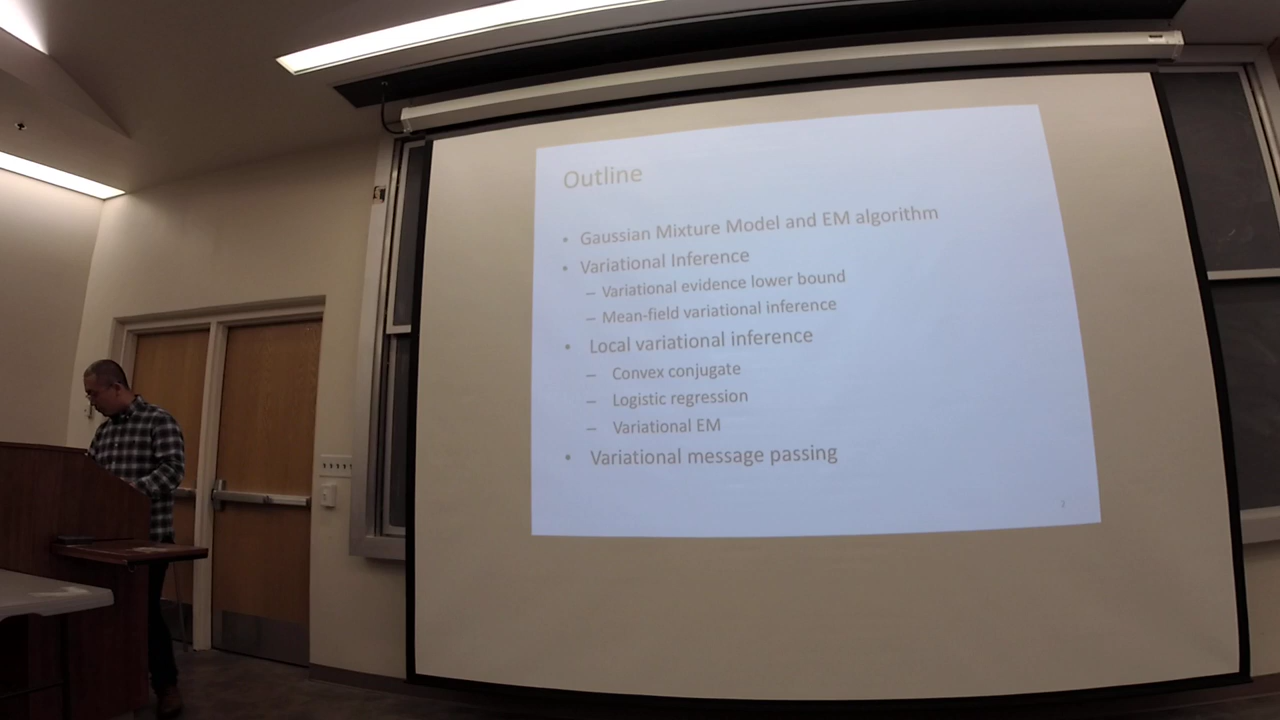 Outline
• Gaussian Mixture Model and EM algorithm
• Variational Inference
– Variational evidence lower bound
– Mean-field variational inference
• Local variational inference
– Convex conjugate
– Logistic regression
– Variational EM
• Variational message passing